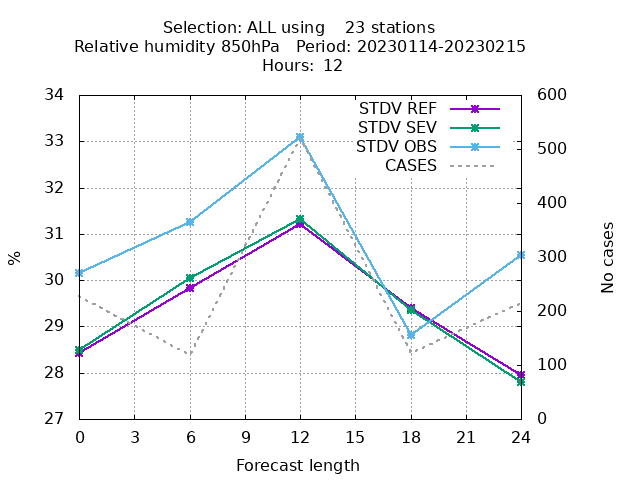 Selection: ALL using    23 stations
Relative humidity 850hPa   Period: 20230114-20230215
Hours: 12
34 600
STDV REF
STDV SEV
STDV OBS
CASES
33 500
32 400
31
30 300
29 200
28 100
27 0
%
No cases
0 3 6 9 12 15 18 21 24
Forecast length